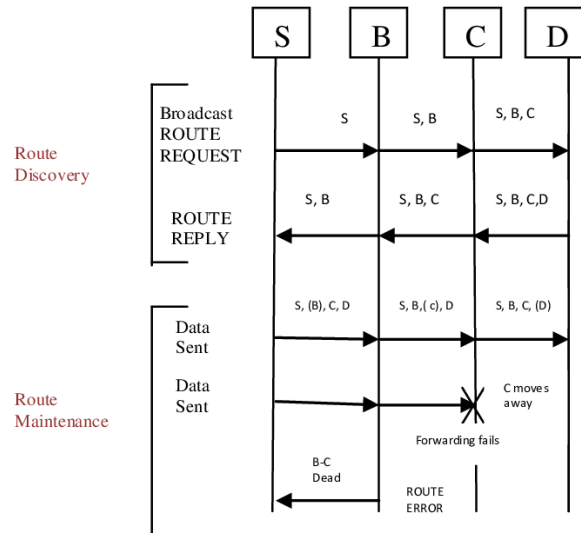 S B C D
Broadcast
ROUTE
REQUEST
S
S, B
S, B, C
Route
Discovery
ROUTE
REPLY
S, B
S, B, C
S, B, C,D
Data
Sent
S, (B), C, D
S, B,( c), D
S, B, C, (D)
Route
Maintenance
Data
Sent
C moves
away
Forwarding fails
B-C
Dead
ROUTE
ERROR